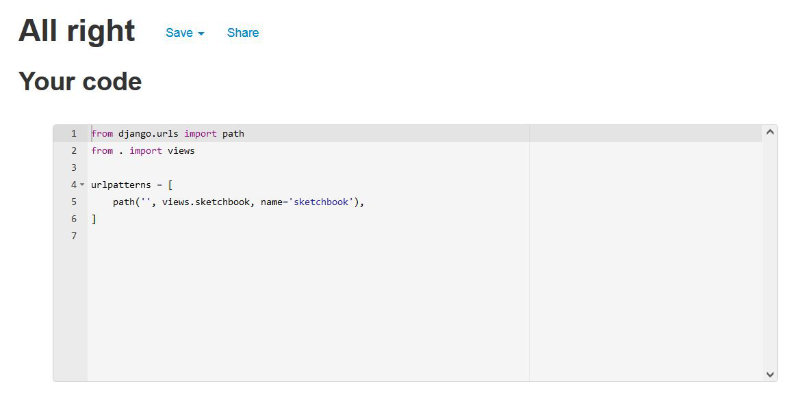 All right Save Share
Your code
1 from django.urls import path
2 from . import views
3
4 urlpatterns = [
5 path('', views.sketchbook, name='sketchbook'),
6 ]
7